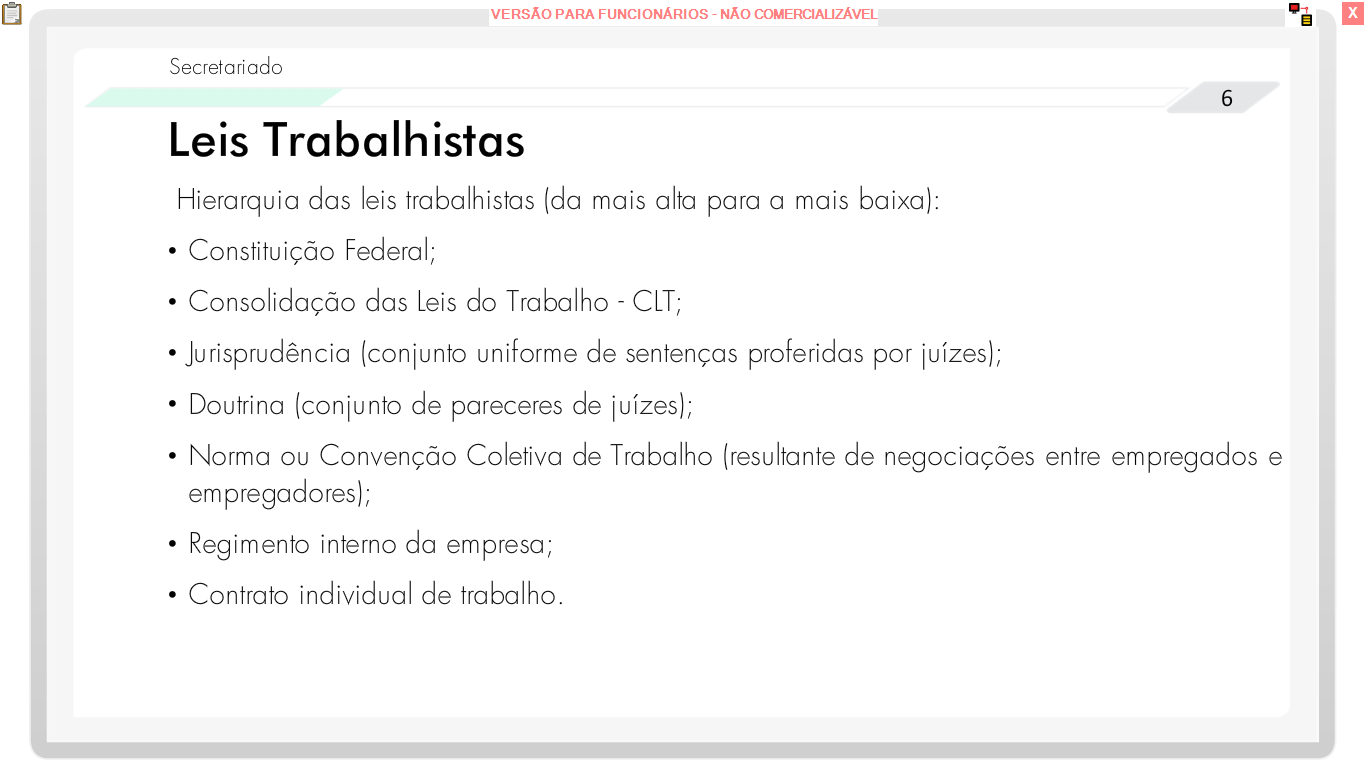 VERSÃO PARA FUNCIONÁRIOS - NÃO COMERCIALIZÁVEL
X
Secretariado
6
Leis Trabalhistas
Hierarquia das leis trabalhistas (da mais alta para a mais baixa):
• Constituição Federal;
• Consolidação das Leis do Trabalho - CLT;
• Jurisprudência (conjunto uniforme de sentenças proferidas por juízes);
• Doutrina (conjunto de pareceres de juízes);
• Norma ou Convenção Coletiva de Trabalho (resultante de negociações entre empregados e
empregadores);
• Regimento interno da empresa;
• Contrato individual de trabalho.